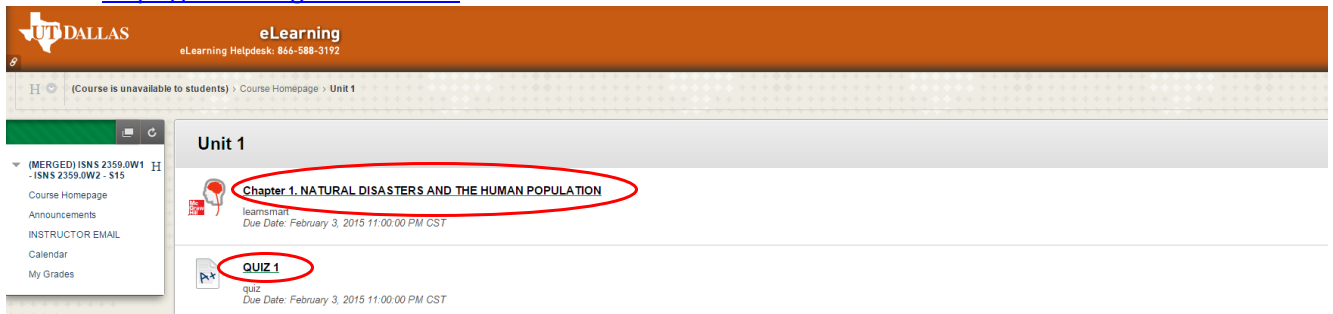 UT DALLAS
eLearning
eLearning Helpdesk: 866-588-3192
H
(Course is unavailable to students) > Course Homepage > Unit 1
(MERGED) ISNS 2359.0W1 H
- ISNS 2359.0W2 - S15
Course Homepage
Announcements
INSTRUCTOR EMAIL
Calendar
My Grades
Unit 1
Mc
Graw
Hill
Chapter 1. NATURAL DISASTERS AND THE HUMAN POPULATION
learnsmart
Due Date: February 3, 2015 11:00:00 PM CST
A+
QUIZ 1
quiz
Due Date: February 3, 2015 11:00:00 PM CST